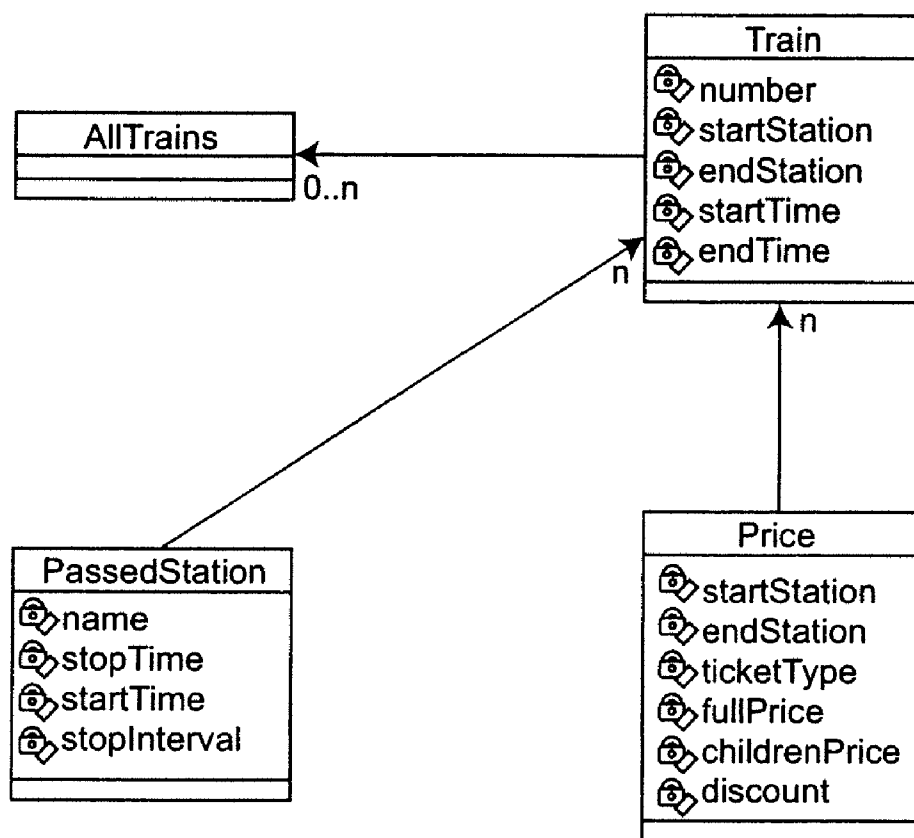 Train
number
startStation
endStation
startTime
endTime
AllTrains
0..n
n
n
PassedStation
name
stopTime
startTime
stopInterval
Price
startStation
endStation
ticketType
fullPrice
childrenPrice
discount